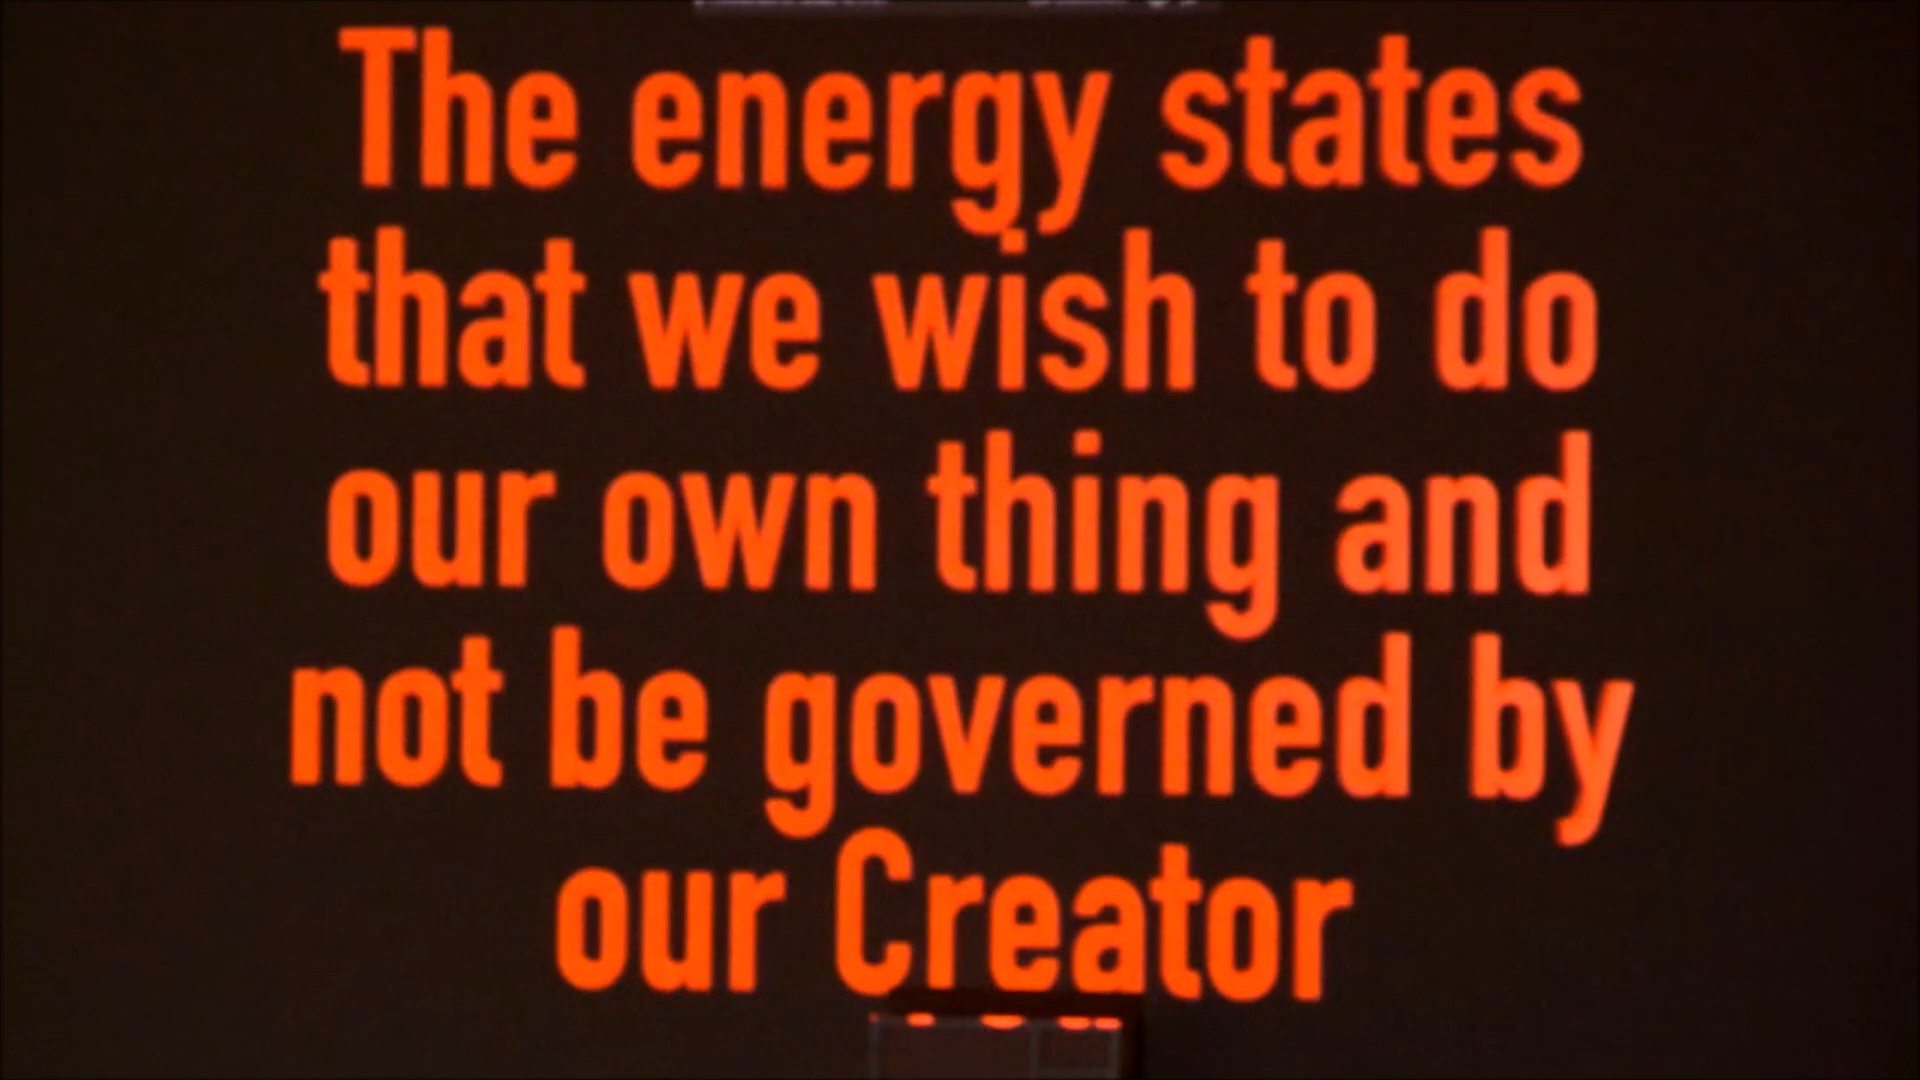 The energy states
that we wish to do
our own thing and
not be governed by
our Creator